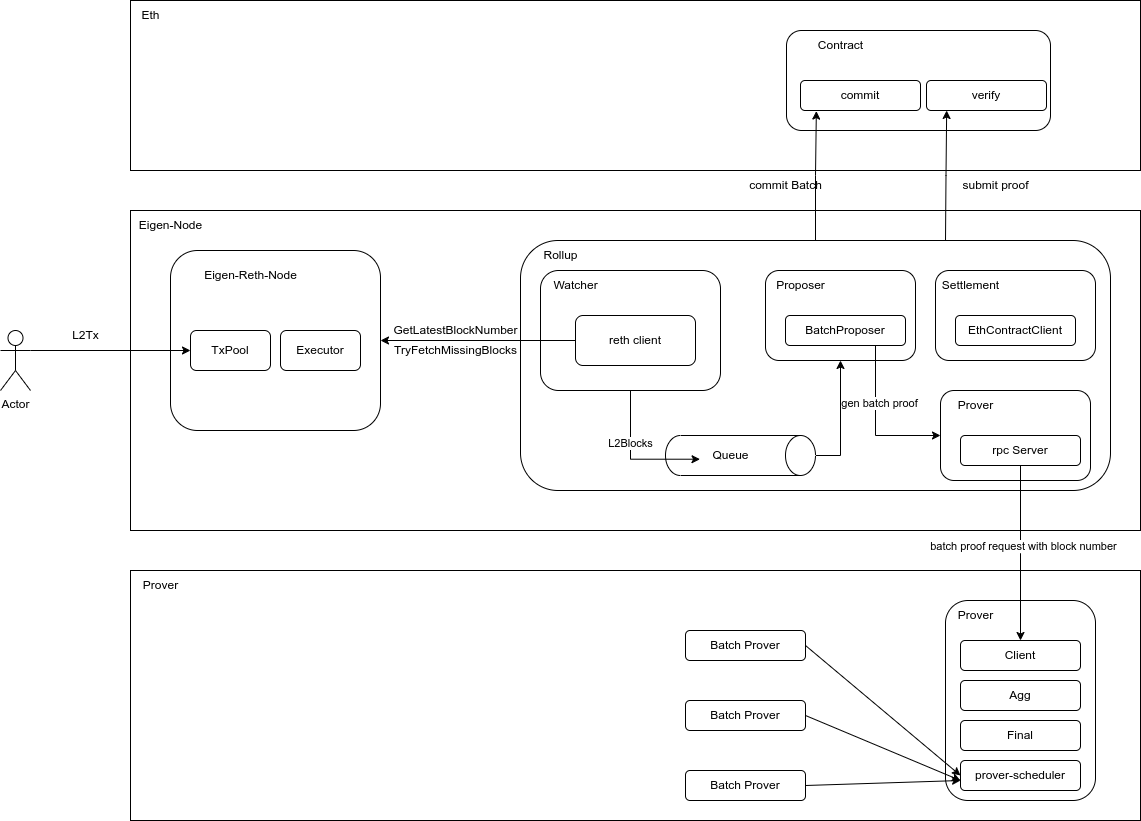 Eth
Contract
commit
verify
commit Batch
submit proof
Eigen-Node
Eigen-Reth-Node
TxPool
Executor
L2Tx
Actor
GetLatestBlockNumber
TryFetchMissingBlocks
Rollup
Watcher
reth client
L2Blocks
Queue
Proposer
BatchProposer
gen batch proof
Settlement
EthContractClient
Prover
rpc Server
batch proof request with block number
Prover
Batch Prover
Batch Prover
Batch Prover
Prover
Client
Agg
Final
prover-scheduler